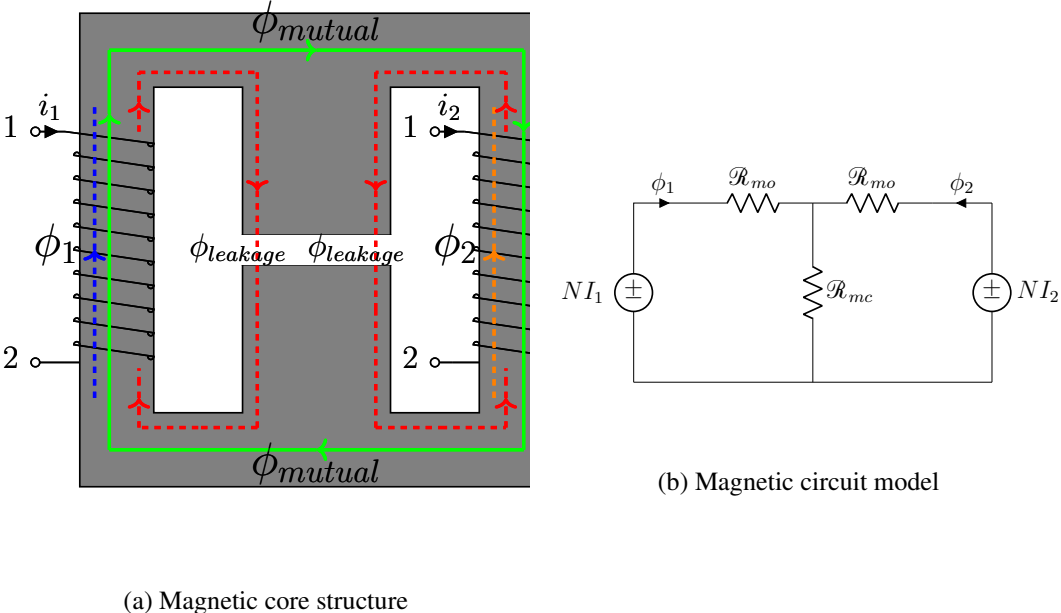 ϕmutual
i1
i2
1
1
ϕ1
ϕleakage
ϕleakage
ϕ2
2
2
ϕmutual
(a) Magnetic core structure
ϕ1
ℛmo
ℛmo
ϕ2
NI1
±
ℛmc
±
NI2
(b) Magnetic circuit model